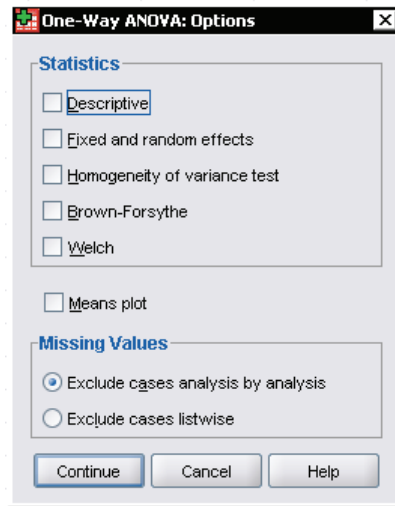 One-Way ANOVA: Options
Statistics
Descriptive
Fixed and random effects
Homogeneity of variance test
Brown-Forsythe
Welch
Means plot
Missing Values
Exclude cases analysis by analysis
Exclude cases listwise
Continue Cancel Help